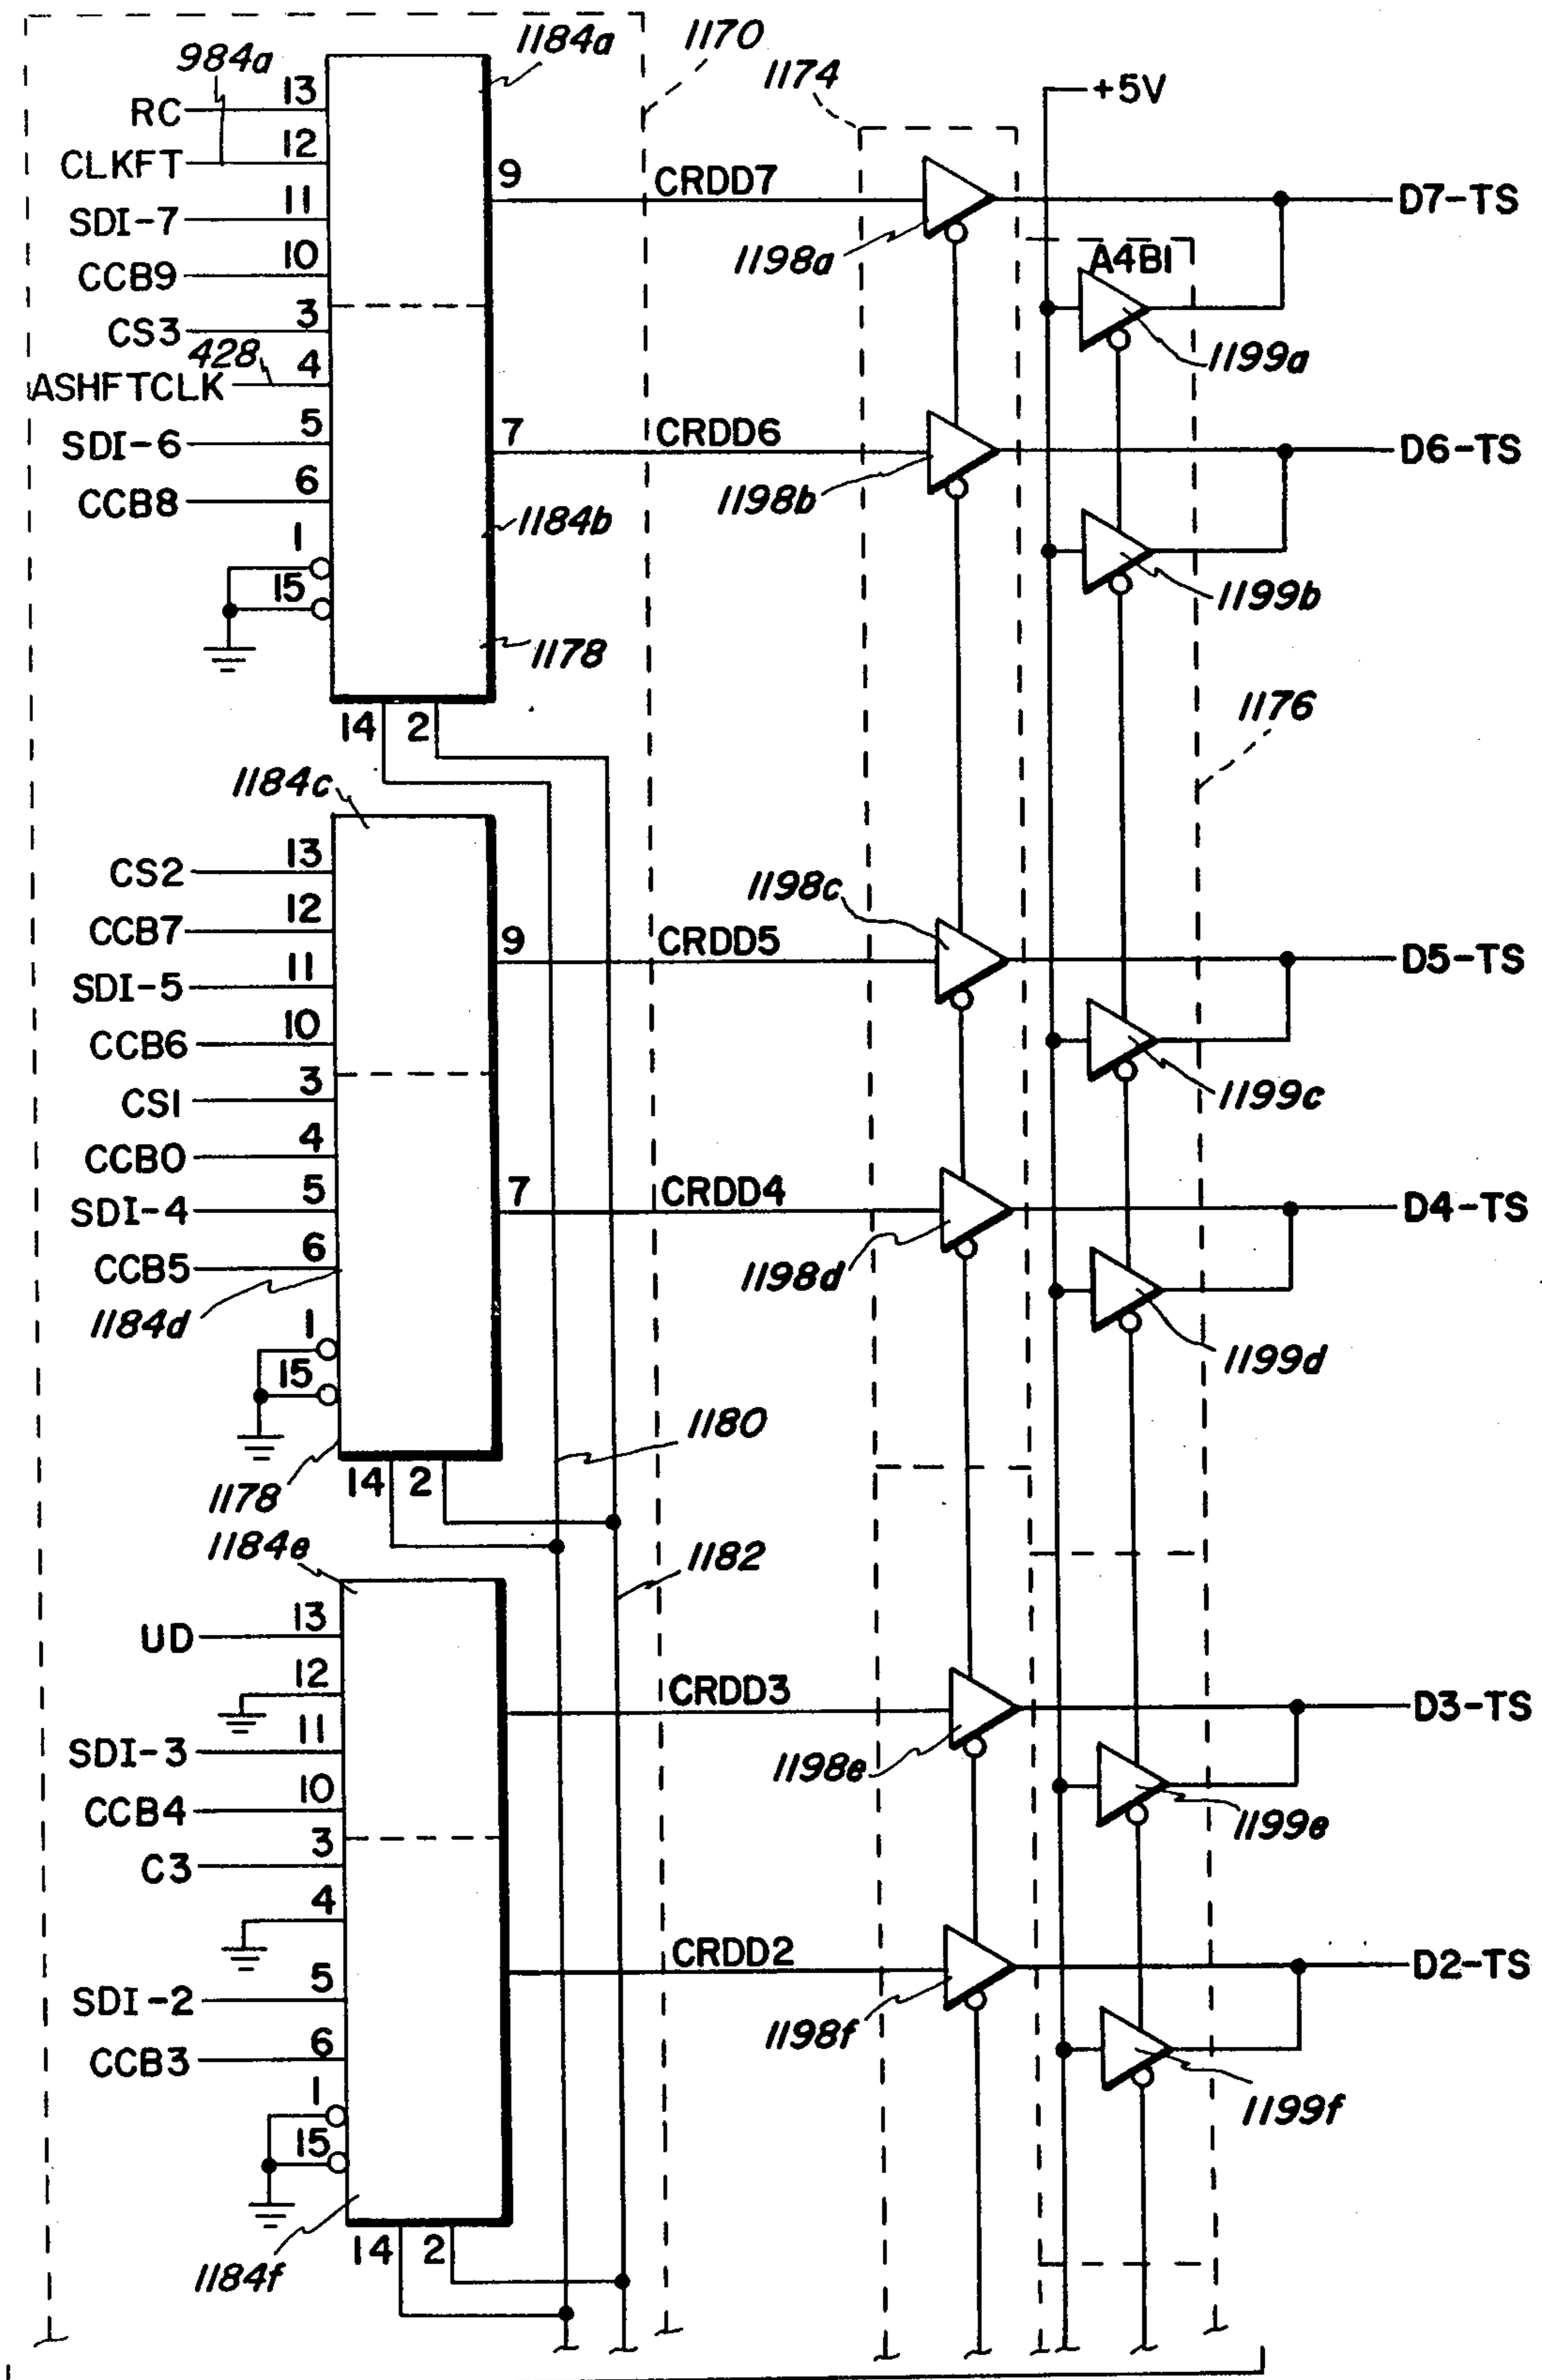 1184a
1170
984a
1174
+5V
RC 13
CLKFT 12
9 CRDD7
D7-TS
SDI-7 11
1198a
A4B1
CCB9 10
CS3 3
428
1199a
ASHFTCLK 4
SDI-6 5
7 CRDD6
D6-TS
CCB8 6
1198b
1184b
1
15
1199b
1178
14 2
1176
1184c
CS2 13
1198c
CCB7 12
9 CRDD5
D5-TS
SDI-5 11
CCB6 10
CS1 3
1199c
CCB0 4
SDI-4 5
7 CRDD4
D4-TS
CCB5 6
1198d
1184d
1
15
1199d
1180
14 2
1178
1184e
1182
UD 13
12
CRDD3
D3-TS
SDI-3 11
1198e
CCB4 10
1199e
C3 3
4
CRDD2
D2-TS
SDI-2 5
1198f
CCB3 6
1
1199f
15
14 2
1184f